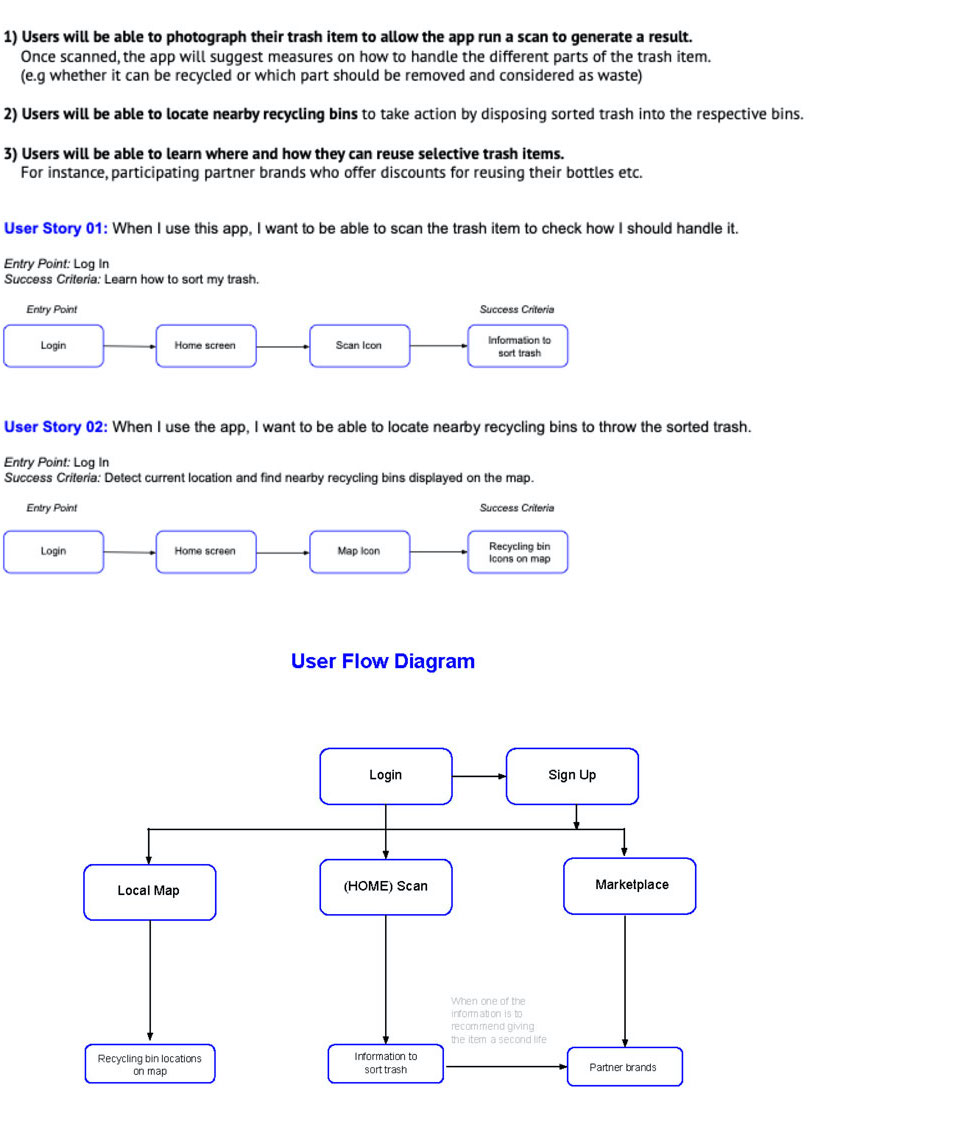 1) Users will be able to photograph their trash item to allow the app run a scan to generate a result.
Once scanned, the app will suggest measures on how to handle the different parts of the trash item.
(e.g whether it can be recycled or which part should be removed and considered as waste)
2) Users will be able to locate nearby recycling bins to take action by disposing sorted trash into the respective bins.
3) Users will be able to learn where and how they can reuse selective trash items.
For instance, participating partner brands who offer discounts for reusing their bottles etc.
User Story 01: When I use this app, I want to be able to scan the trash item to check how I should handle it.
Entry Point: Log In
Success Criteria: Learn how to sort my trash.
Entry Point
Success Criteria
Login
Home screen
Scan Icon
Information to
sort trash
User Story 02: When I use the app, I want to be able to locate nearby recycling bins to throw the sorted trash.
Entry Point: Log In
Success Criteria: Detect current location and find nearby recycling bins displayed on the map.
Entry Point
Success Criteria
Login
Home screen
Map Icon
Recycling bin
Icons on map
User Flow Diagram
Login
Sign Up
Local Map
(HOME) Scan
Marketplace
When one of the
information is to
recommend giving
the item a second life
Recycling bin locations
on map
Information to
sort trash
Partner brands